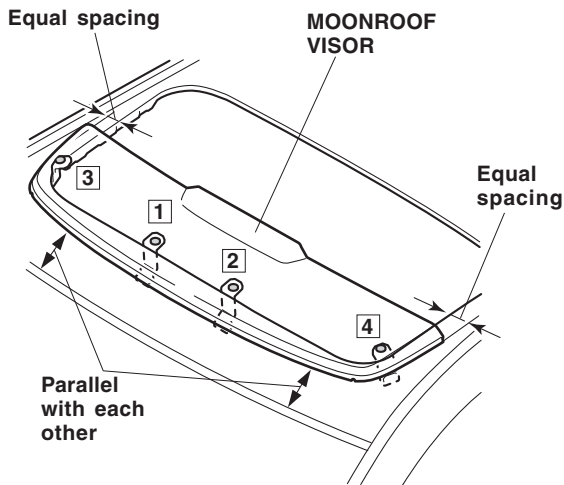 Equal spacing
MOONROOF
VISOR
3
1
2
4
Equal
spacing
Parallel
with each
other